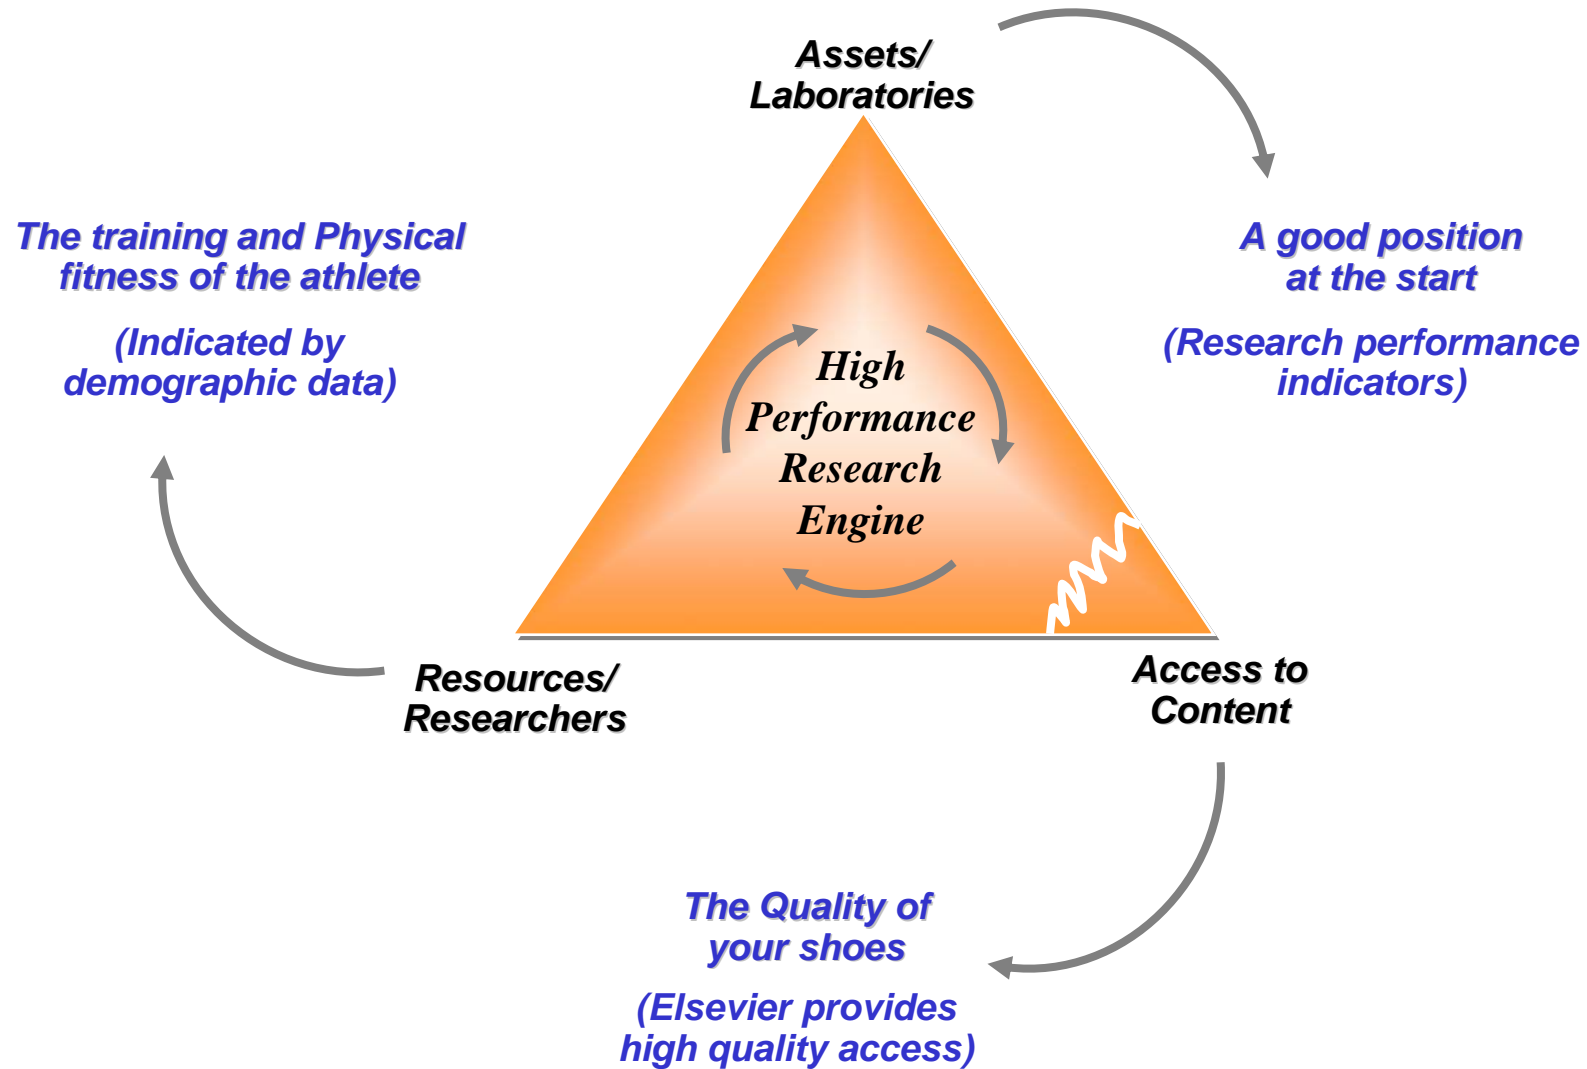 Assets/
Laboratories
The training and Physical
fitness of the athlete
(Indicated by
demographic data)
A good position
at the start
(Research performance
indicators)
High
Performance
Research
Engine
Resources/
Researchers
Access to
Content
The Quality of
your shoes
(Elsevier provides
high quality access)